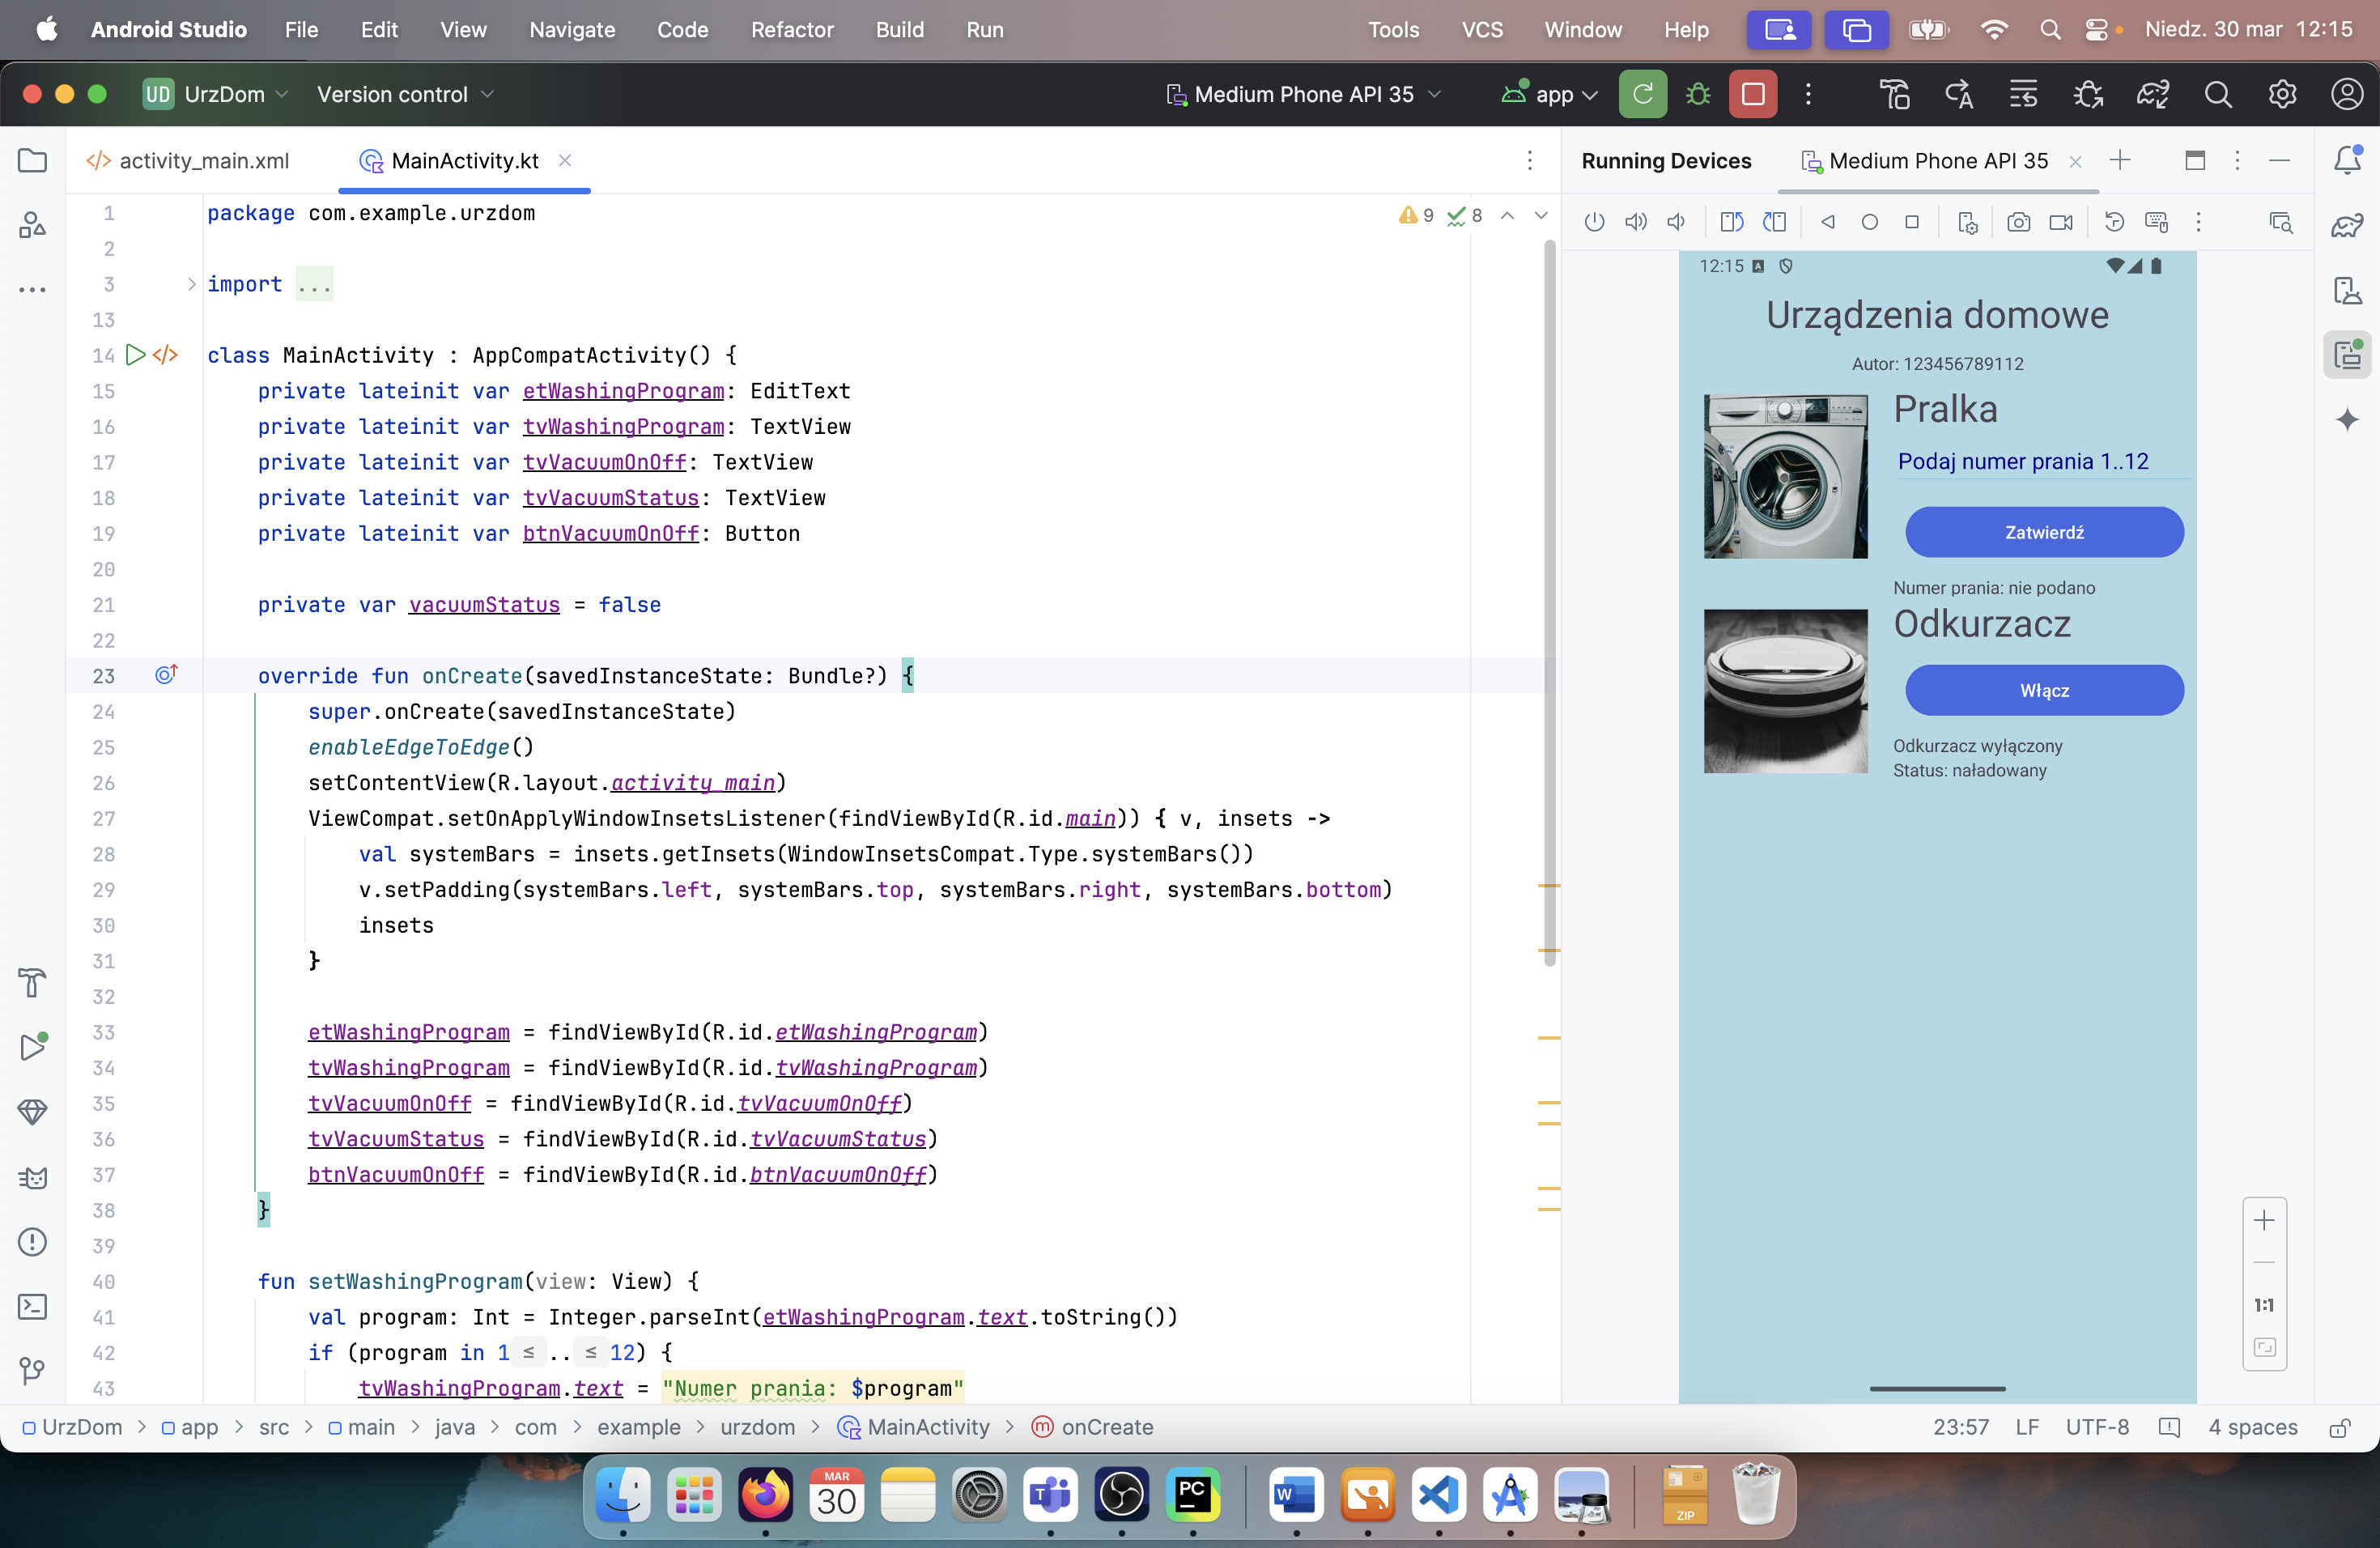 Android Studio File Edit View Navigate Code Refactor Build Run Tools VCS Window Help Niedz. 30 mar 12:15
UD UrzDom Version control Medium Phone API 35 app
activity_main.xml MainActivity.kt
Running Devices Medium Phone API 35
9 8
1 package com.example.urzdom
2
3 import ...
13
14 class MainActivity : AppCompatActivity() {
15 private lateinit var etWashingProgram: EditText
16 private lateinit var tvWashingProgram: TextView
17 private lateinit var tvVacuumOnOff: TextView
18 private lateinit var tvVacuumStatus: TextView
19 private lateinit var btnVacuumOnOff: Button
20
21 private var vacuumStatus = false
22
23 override fun onCreate(savedInstanceState: Bundle?) {
24 super.onCreate(savedInstanceState)
25 enableEdgeToEdge()
26 setContentView(R.layout.activity_main)
27 ViewCompat.setOnApplyWindowInsetsListener(findViewById(R.id.main)) { v, insets ->
28 val systemBars = insets.getInsets(WindowInsetsCompat.Type.systemBars())
29 v.setPadding(systemBars.left, systemBars.top, systemBars.right, systemBars.bottom)
30 insets
31 }
32
33 etWashingProgram = findViewById(R.id.etWashingProgram)
34 tvWashingProgram = findViewById(R.id.tvWashingProgram)
35 tvVacuumOnOff = findViewById(R.id.tvVacuumOnOff)
36 tvVacuumStatus = findViewById(R.id.tvVacuumStatus)
37 btnVacuumOnOff = findViewById(R.id.btnVacuumOnOff)
38 }
39
40 fun setWashingProgram(view: View) {
41 val program: Int = Integer.parseInt(etWashingProgram.text.toString())
42 if (program in 1 ≤ .. ≤ 12) {
43 tvWashingProgram.text = "Numer prania: $program"
12:15
Urządzenia domowe
Autor: 123456789112
Pralka
Podaj numer prania 1..12
Zatwierdź
Numer prania: nie podano
Odkurzacz
Włącz
Odkurzacz wyłączony
Status: naładowany
1:1
UrzDom > app > src > main > java > com > example > urzdom > MainActivity > onCreate
23:57 LF UTF-8 4 spaces
MAR
30
T
PC
W
ZIP